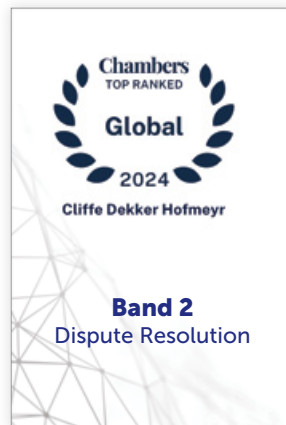 Chambers
TOP RANKED
Global
2024
Cliffe Dekker Hofmeyr
Band 2
Dispute Resolution